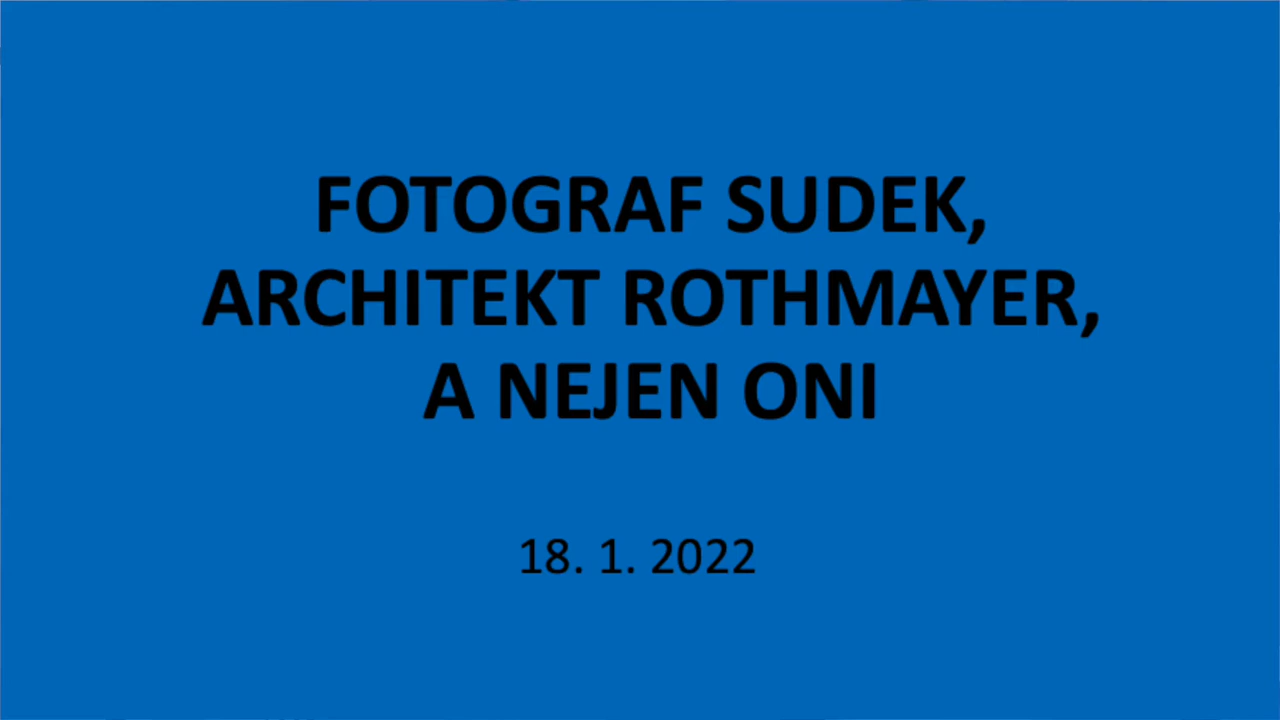 FOTOGRAF SUDEK,
ARCHITEKT ROTHMAYER,
A NEJEN ONI
18. 1. 2022